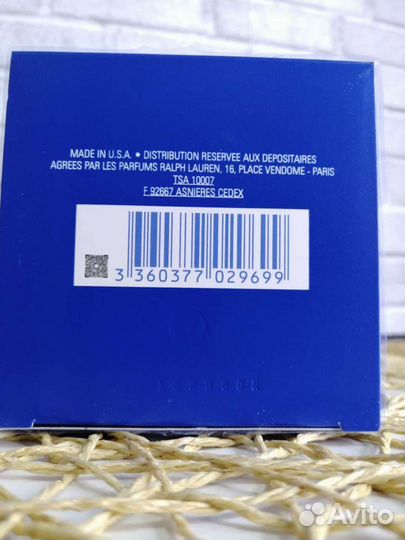 MADE IN U.S.A. • DISTRIBUTION RESERVEE AUX DEPOSITAIRES
AGREES PAR LES PARFUMS RALPH LAUREN, 16, PLACE VENDOME - PARIS
TSA 10007
F 92667 ASNIERES CEDEX
3 360377 029699
Avito